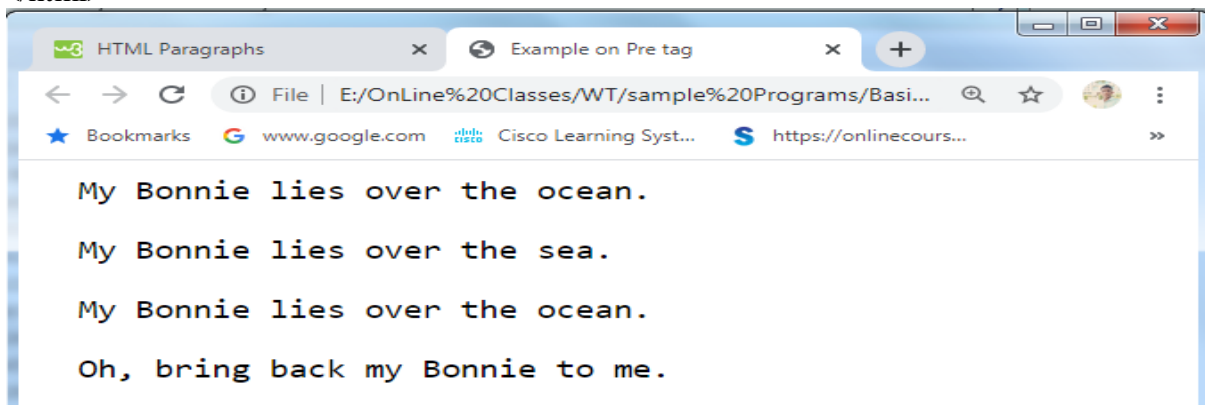 HTML Paragraphs × Example on Pre tag × +
File | E:/OnLine%20Classes/WT/sample%20Programs/Basi...
Bookmarks G www.google.com cisco Cisco Learning Syst... S https://onlinecours... »
My Bonnie lies over the ocean.
My Bonnie lies over the sea.
My Bonnie lies over the ocean.
Oh, bring back my Bonnie to me.